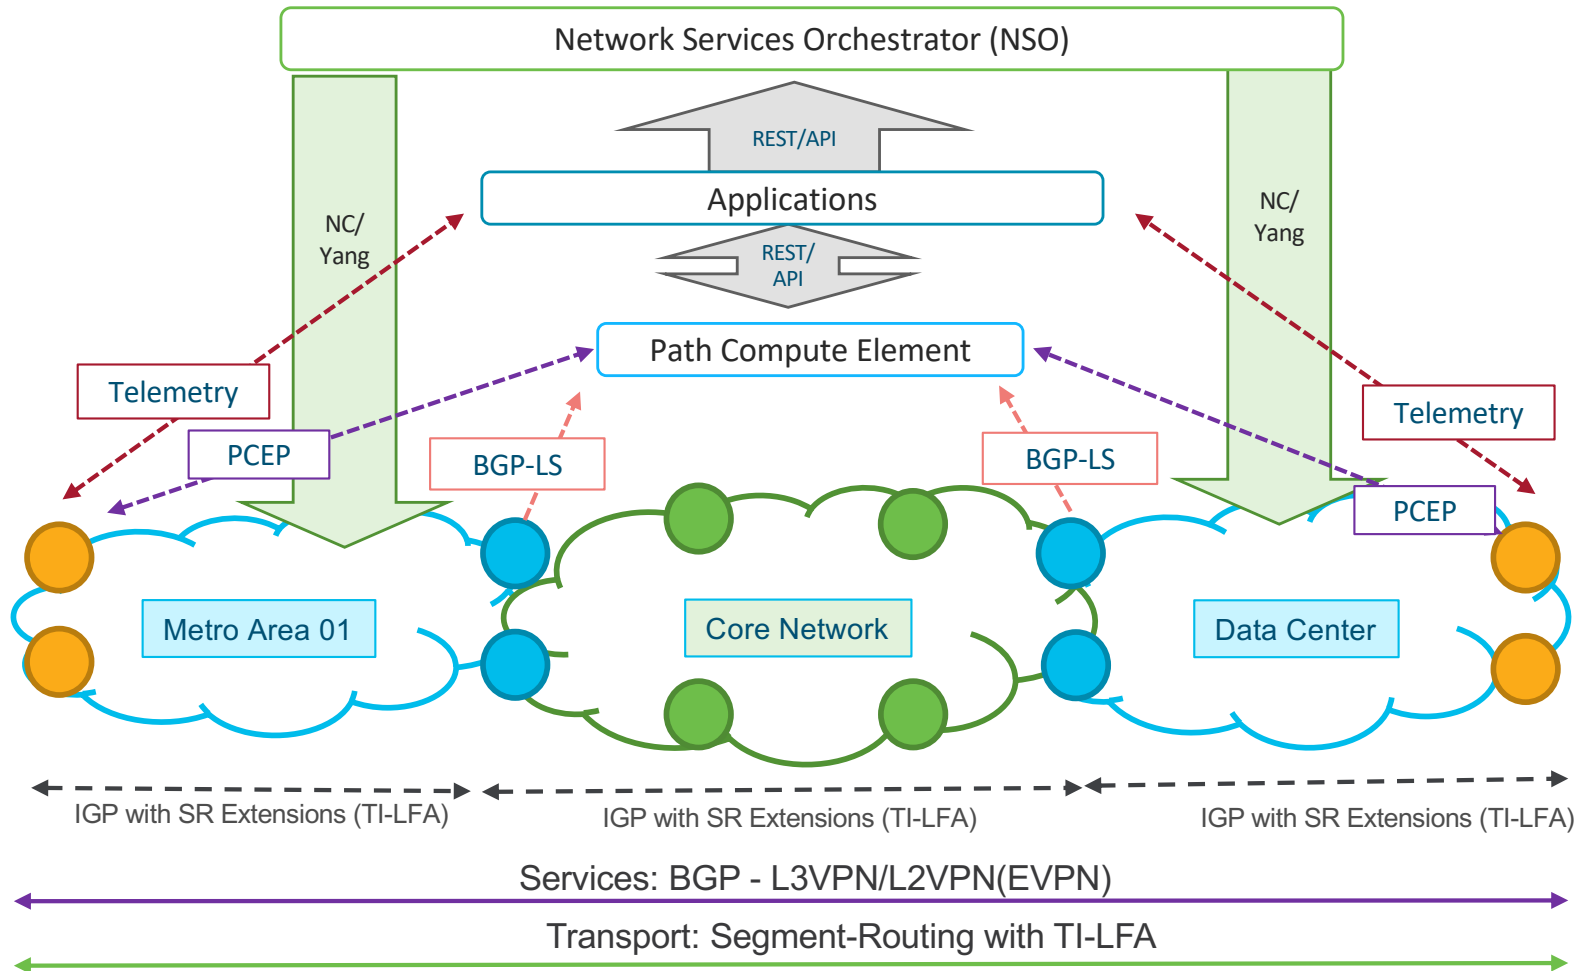 Network Services Orchestrator (NSO)
REST/API
Applications
NC/
Yang
NC/
Yang
REST/
API
Path Compute Element
Telemetry
Telemetry
PCEP
BGP-LS
BGP-LS
PCEP
Metro Area 01
Core Network
Data Center
IGP with SR Extensions (TI-LFA)
IGP with SR Extensions (TI-LFA)
IGP with SR Extensions (TI-LFA)
Services: BGP - L3VPN/L2VPN(EVPN)
Transport: Segment-Routing with TI-LFA